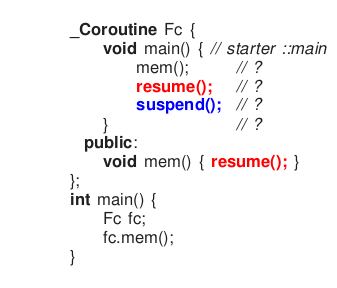 _Coroutine Fc {
void main() { // starter ::main
mem(); // ?
resume(); // ?
suspend(); // ?
} // ?
public:
void mem() { resume(); }
};
int main() {
Fc fc;
fc.mem();
}